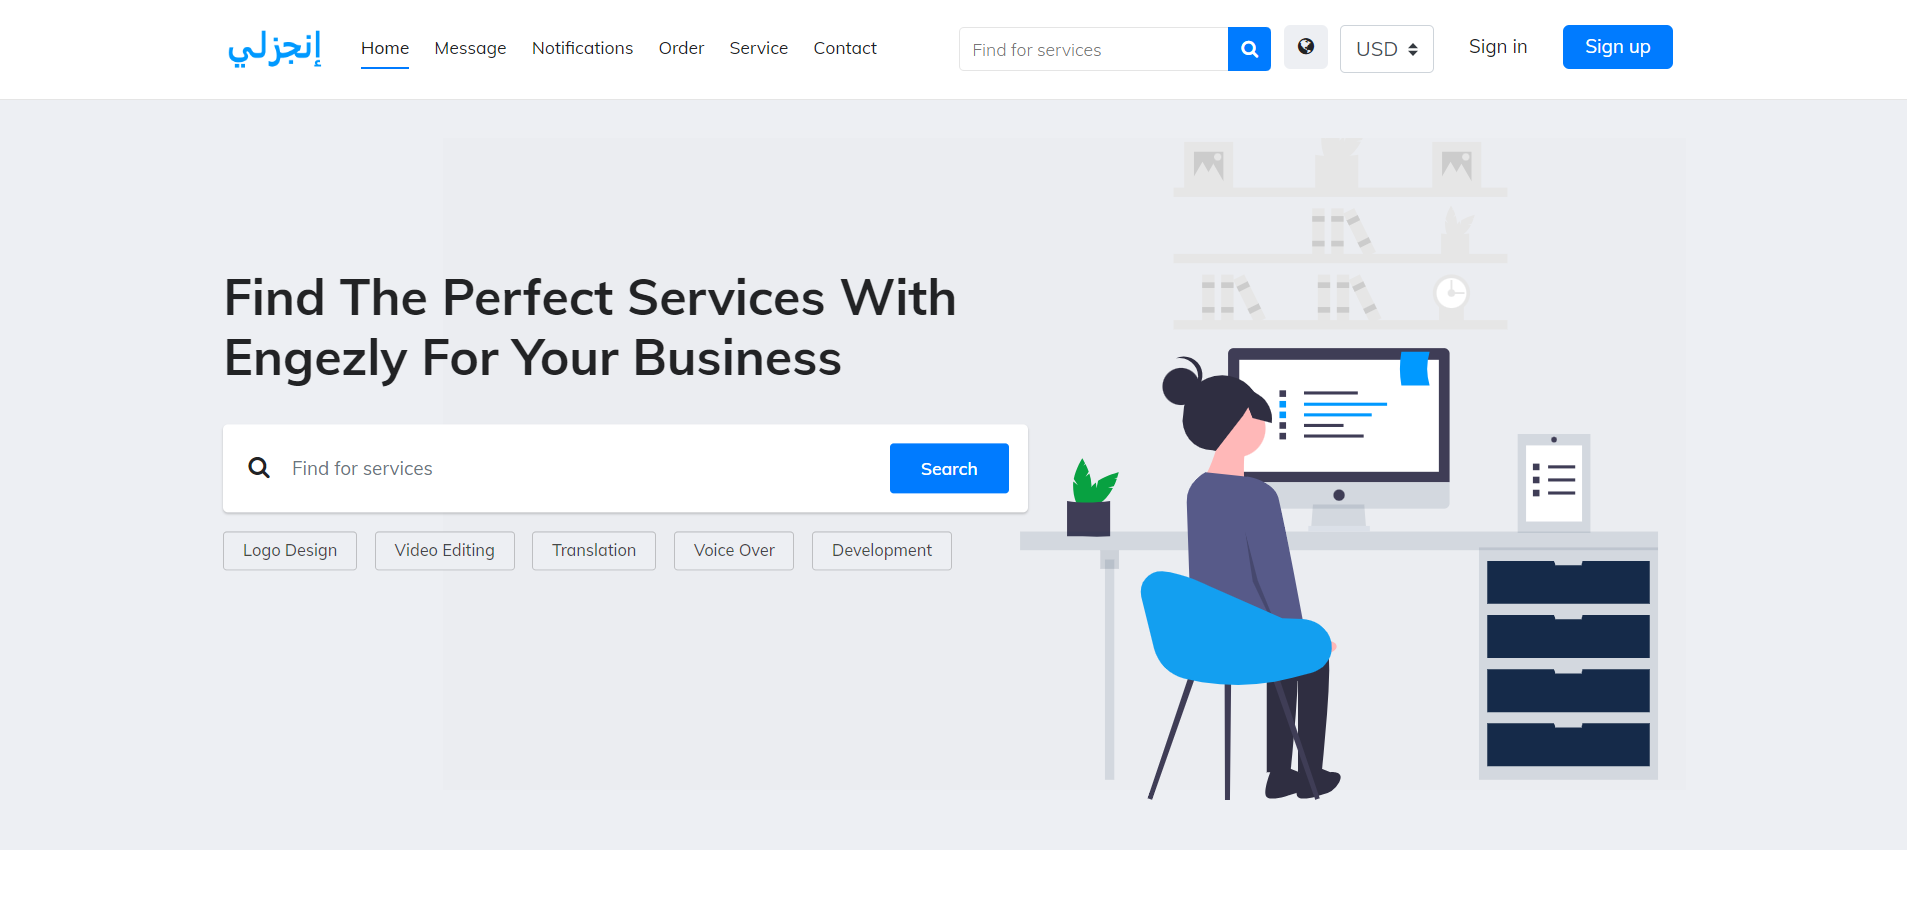 إنجزلي
Home Message Notifications Order Service Contact
Find for services
USD
Sign in
Sign up
Find The Perfect Services With
Engezly For Your Business
Find for services
Search
Logo Design Video Editing Translation Voice Over Development